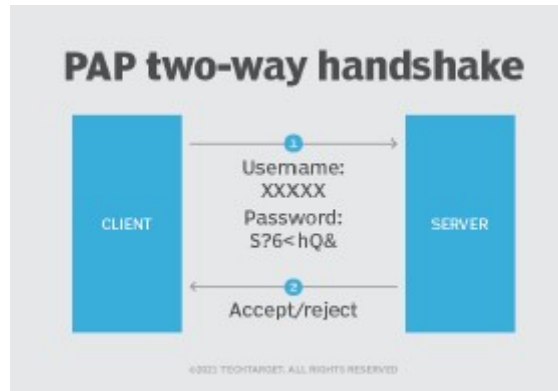 PAP two-way handshake
1
Username:
XXXXX
Password:
S?6<hQ&
CLIENT
SERVER
2
Accept/reject
©2021 TECHTARGET. ALL RIGHTS RESERVED